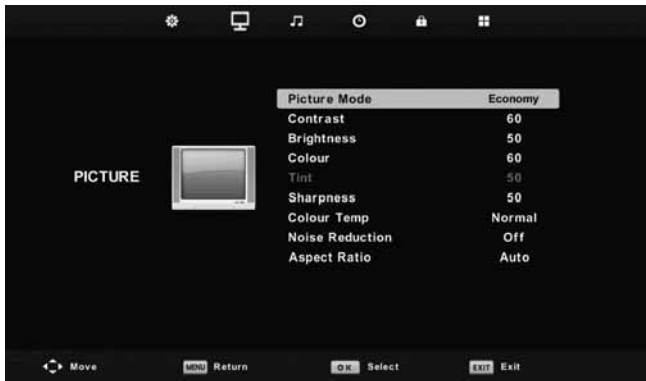 Picture Mode Economy
Contrast 60
Brightness 50
Colour 60
PICTURE
Tint 50
Sharpness 50
Colour Temp Normal
Noise Reduction Off
Aspect Ratio Auto
Move MENU Return OK Select EXIT Exit